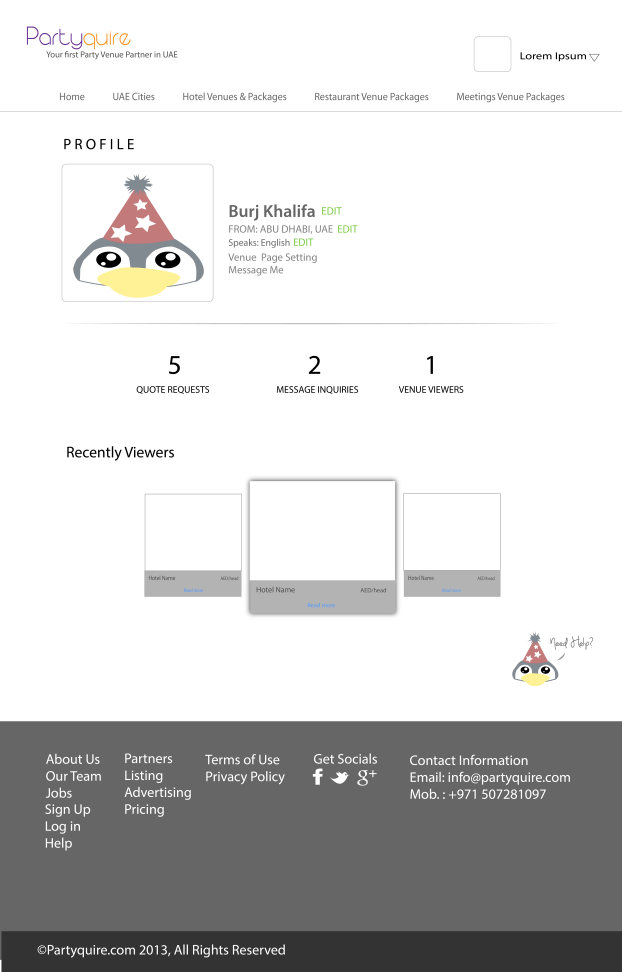 Partyquire
Your first Party Venue Partner in UAE
Lorem Ipsum
Home UAE Cities Hotel Venues & Packages Restaurant Venue Packages Meetings Venue Packages
PROFILE
Burj Khalifa EDIT
FROM: ABU DHABI, UAE EDIT
Speaks: English EDIT
Venue Page Setting
Message Me
5 2 1
QUOTE REQUESTS MESSAGE INQUIRIES VENUE VIEWERS
Recently Viewers
Hotel Name AED/head
Read more
Hotel Name AED/head
Read more
Hotel Name AED/head
Read more
Need Help?
About Us
Our Team
Jobs
Sign Up
Log in
Help
Partners
Listing
Advertising
Pricing
Terms of Use
Privacy Policy
Get Socials
f g+
Contact Information
Email: info@partyquire.com
Mob. : +971 507281097
©Partyquire.com 2013, All Rights Reserved